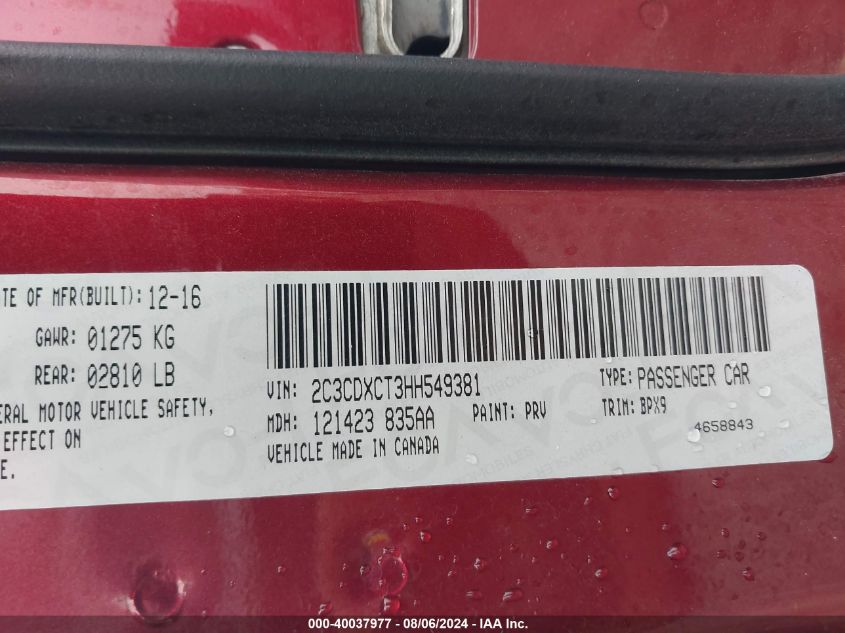 TE OF MFR(BUILT): 12-16
GAWR: 01275 KG
REAR: 02810 LB
ERAL MOTOR VEHICLE SAFETY,
EFFECT ON
E.
VIN: 2C3CDXCT3HH549381
TYPE: PASSENGER CAR
MDH: 121423 835AA
PAINT: PRV
TRIM: BPX9
VEHICLE MADE IN CANADA
4658843
000-40037977 - 08/06/2024 - IAA Inc.